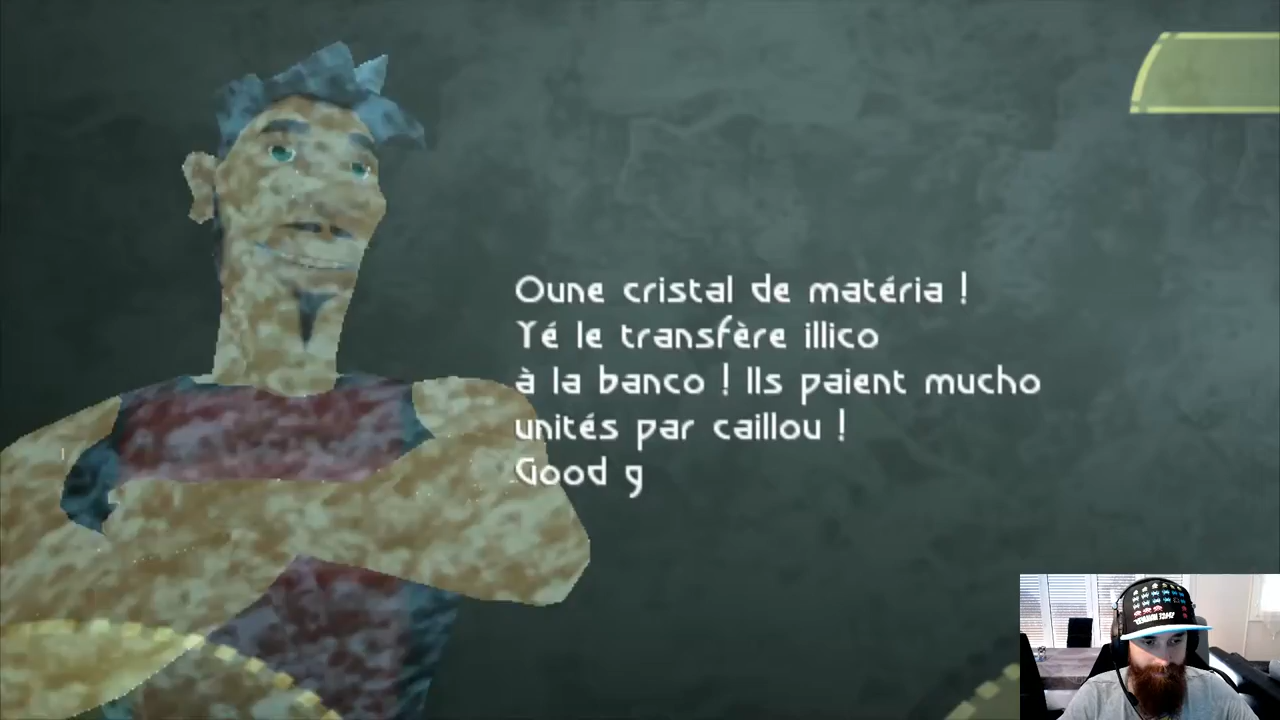 Oune cristal de matéria !
Yé le transfère illico
à la banco ! Ils paient mucho
unités par caillou !
Good g